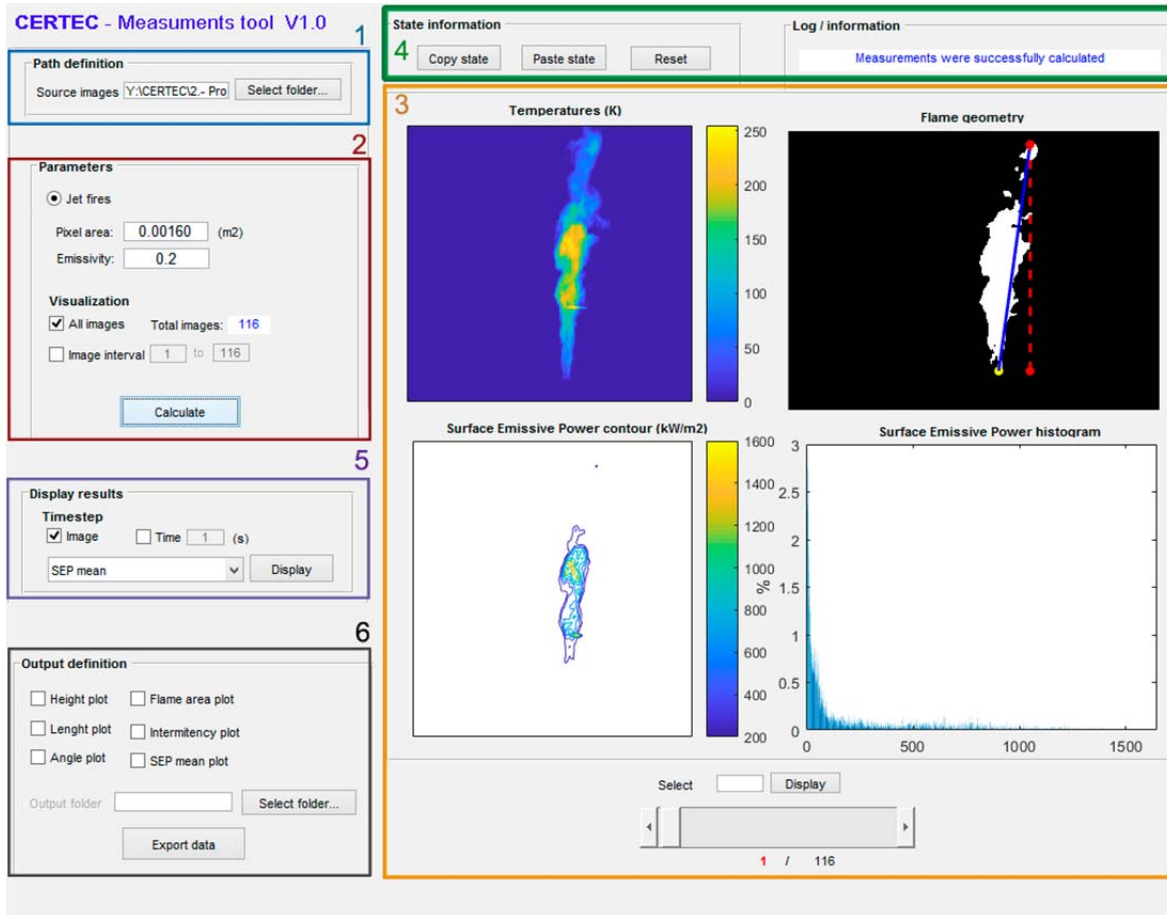 CERTEC - Measuments tool V1.0
1
Path definition
Source images Y:\CERTEC\2.- Pro Select folder...
2
Parameters
Jet fires
Pixel area: 0.00160 (m2)
Emissivity: 0.2
Visualization
All images Total images: 116
Image interval 1 to 116
Calculate
5
Display results
Timestep
Image Time 1 (s)
SEP mean Display
6
Output definition
Height plot Flame area plot
Lenght plot Intermitency plot
Angle plot SEP mean plot
Output folder Select folder...
Export data
State information
4 Copy state Paste state Reset
Log / information
Measurements were successfully calculated
3
Temperatures (K)
250
200
150
100
50
0
Flame geometry
Surface Emissive Power contour (kW/m2)
1600
1400
1200
1000
800
600
400
200
Surface Emissive Power histogram
%
3
2.5
2
1.5
1
0.5
0
0 500 1000 1500
Select Display
1 / 116